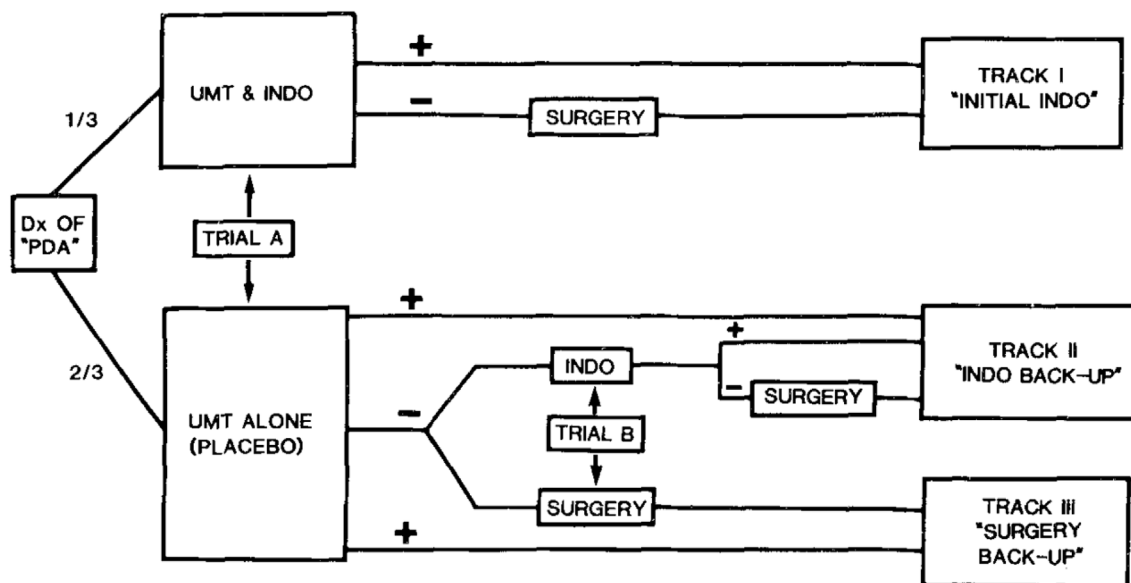 UMT & INDO
+
−
SURGERY
TRACK I
"INITIAL INDO"
1/3
Dx OF
"PDA"
TRIAL A
2/3
UMT ALONE
(PLACEBO)
+
−
INDO
TRIAL B
SURGERY
+
−
SURGERY
TRACK II
"INDO BACK-UP"
+
TRACK III
"SURGERY
BACK-UP"